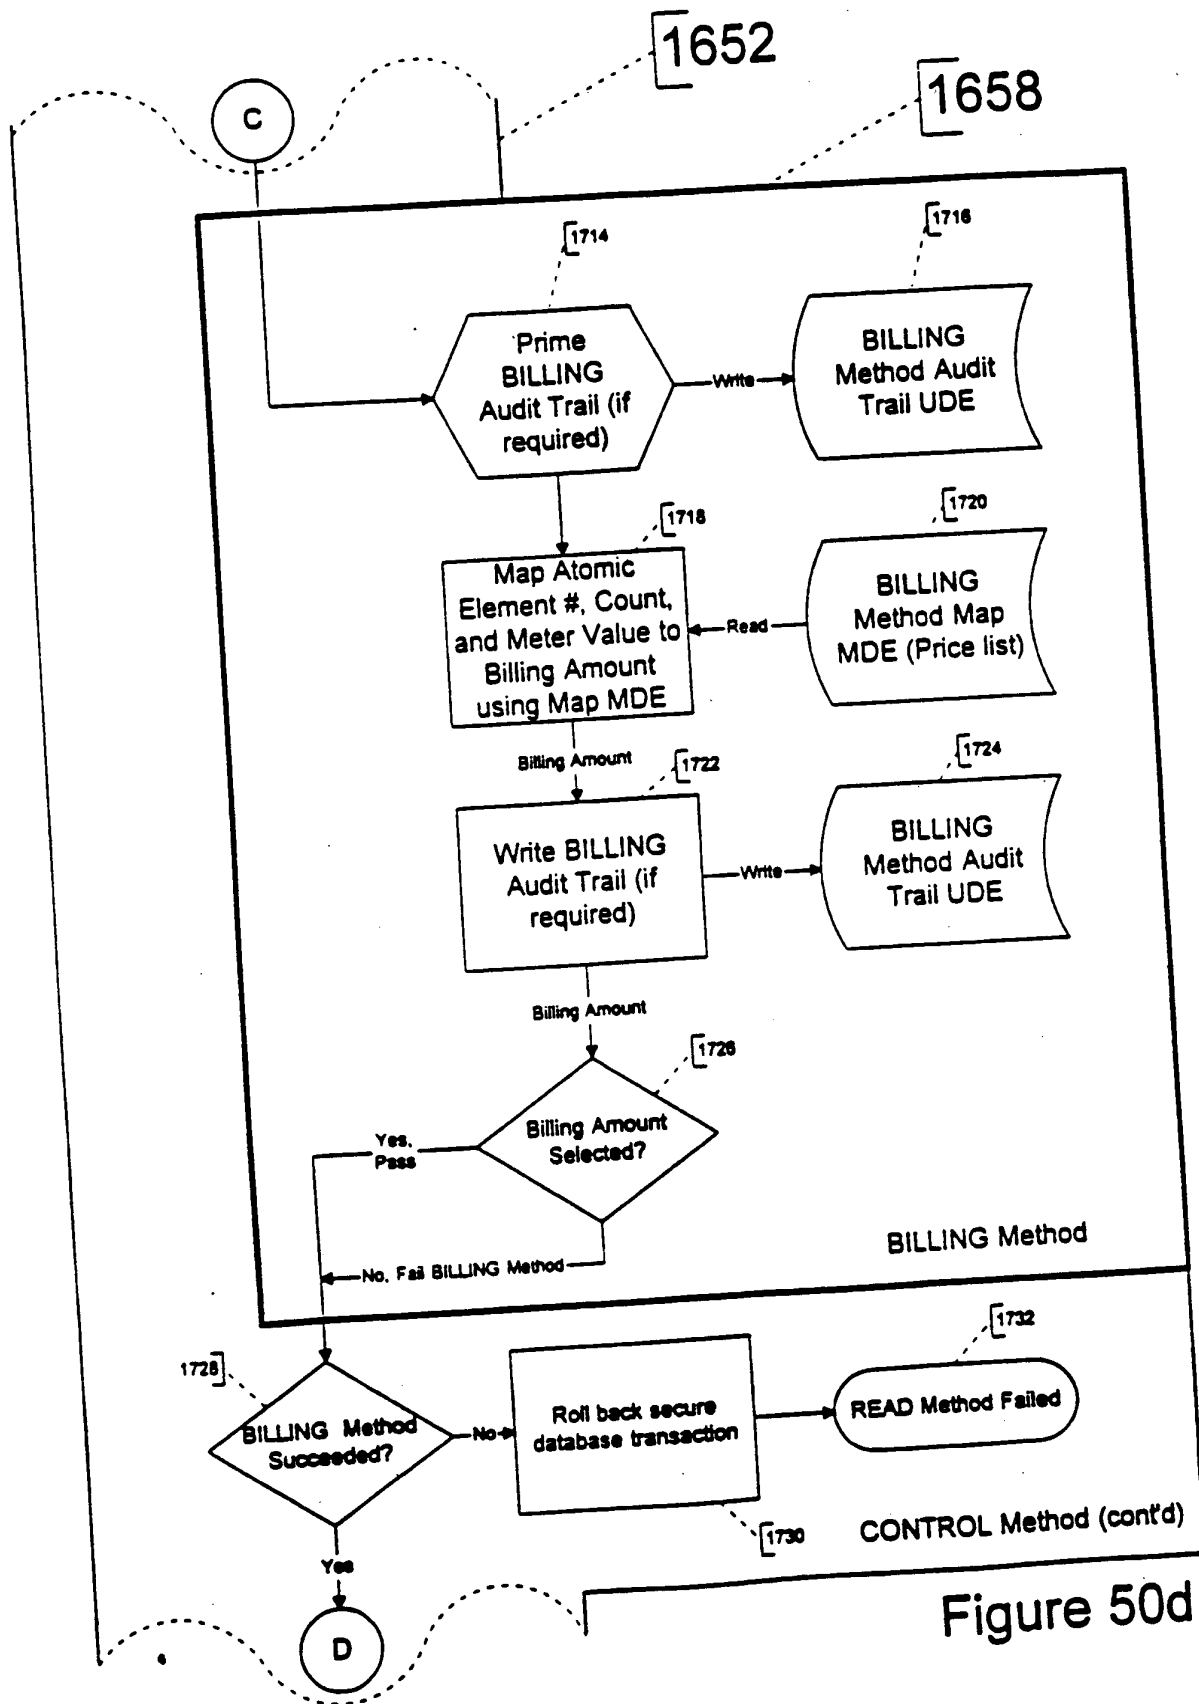 1652
1658
C
1714
1716
Prime
BILLING
Audit Trail (if
required)
Write
BILLING
Method Audit
Trail UDE
1718
1720
Map Atomic
Element #, Count,
and Meter Value to
Billing Amount
using Map MDE
Read
BILLING
Method Map
MDE (Price list)
Billing Amount
1722
1724
Write BILLING
Audit Trail (if
required)
Write
BILLING
Method Audit
Trail UDE
Billing Amount
1726
Billing Amount
Selected?
Yes,
Pass
No, Fail BILLING Method
BILLING Method
1728
1732
BILLING Method
Succeeded?
No
Roll back secure
database transaction
READ Method Failed
1730
CONTROL Method (cont'd)
Yes
D
Figure 50d